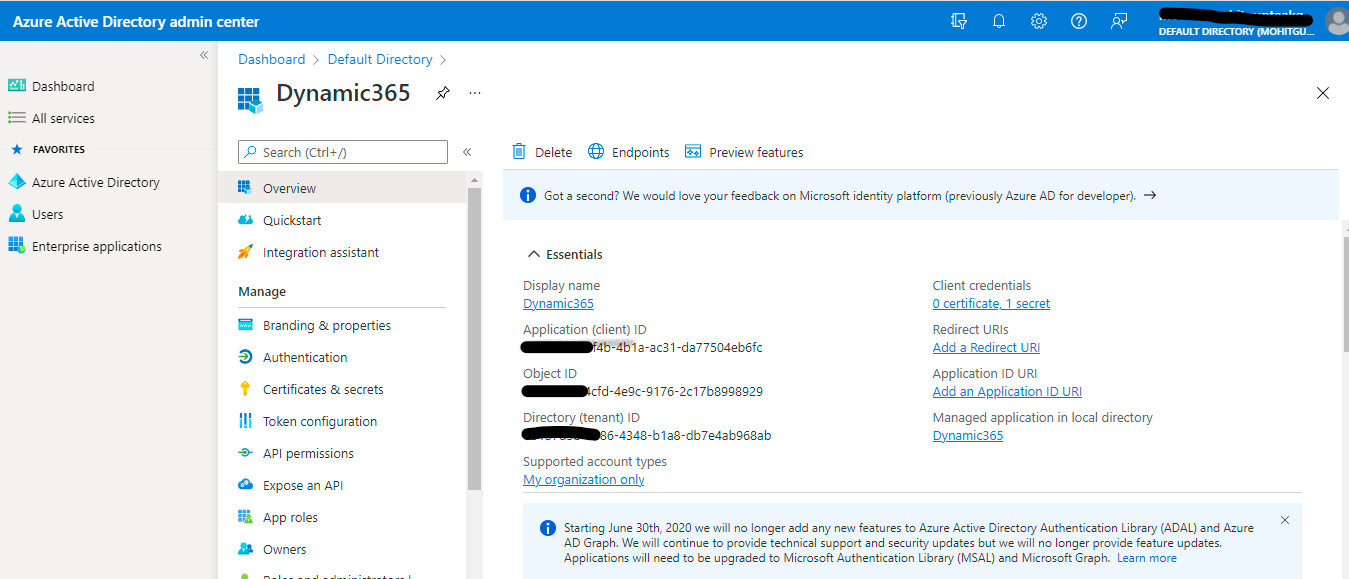 Azure Active Directory admin center
DEFAULT DIRECTORY (MOHITGU...
«
Dashboard
All services
FAVORITES
Azure Active Directory
Users
Enterprise applications
Dashboard > Default Directory >
Dynamic365 ...
Search (Ctrl+/) «
Overview
Quickstart
Integration assistant
Manage
Branding & properties
Authentication
Certificates & secrets
Token configuration
API permissions
Expose an API
App roles
Owners
Delete Endpoints Preview features
Got a second? We would love your feedback on Microsoft identity platform (previously Azure AD for developer). →
Essentials
Display name
Dynamic365
Application (client) ID
f4b-4b1a-ac31-da77504eb6fc
Object ID
4cfd-4e9c-9176-2c17b8998929
Directory (tenant) ID
86-4348-b1a8-db7e4ab968ab
Supported account types
My organization only
Client credentials
0 certificate, 1 secret
Redirect URIs
Add a Redirect URI
Application ID URI
Add an Application ID URI
Managed application in local directory
Dynamic365
Starting June 30th, 2020 we will no longer add any new features to Azure Active Directory Authentication Library (ADAL) and Azure
AD Graph. We will continue to provide technical support and security updates but we will no longer provide feature updates.
Applications will need to be upgraded to Microsoft Authentication Library (MSAL) and Microsoft Graph. Learn more